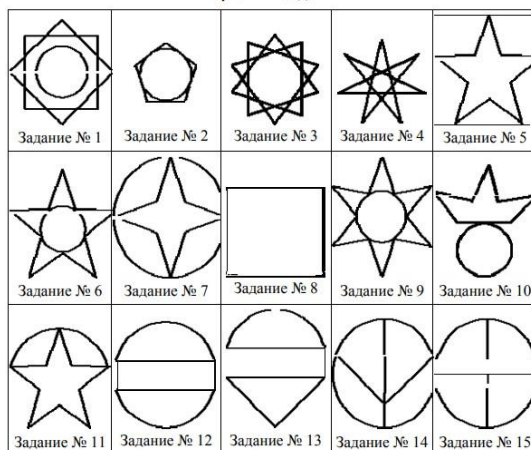 Задание № 1
Задание № 2
Задание № 3
Задание № 4
Задание № 5
Задание № 6
Задание № 7
Задание № 8
Задание № 9
Задание № 10
Задание № 11
Задание № 12
Задание № 13
Задание № 14
Задание № 15